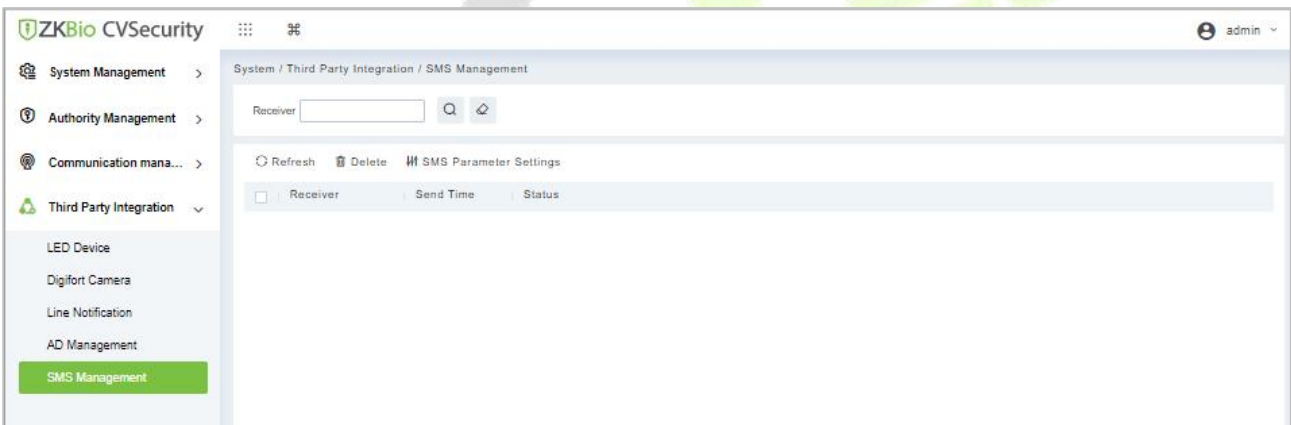 ZKBio CVSecurity
admin
System Management
Authority Management
Communication mana...
Third Party Integration
LED Device
Digifort Camera
Line Notification
AD Management
SMS Management
System / Third Party Integration / SMS Management
Receiver
Refresh Delete SMS Parameter Settings
Receiver Send Time Status